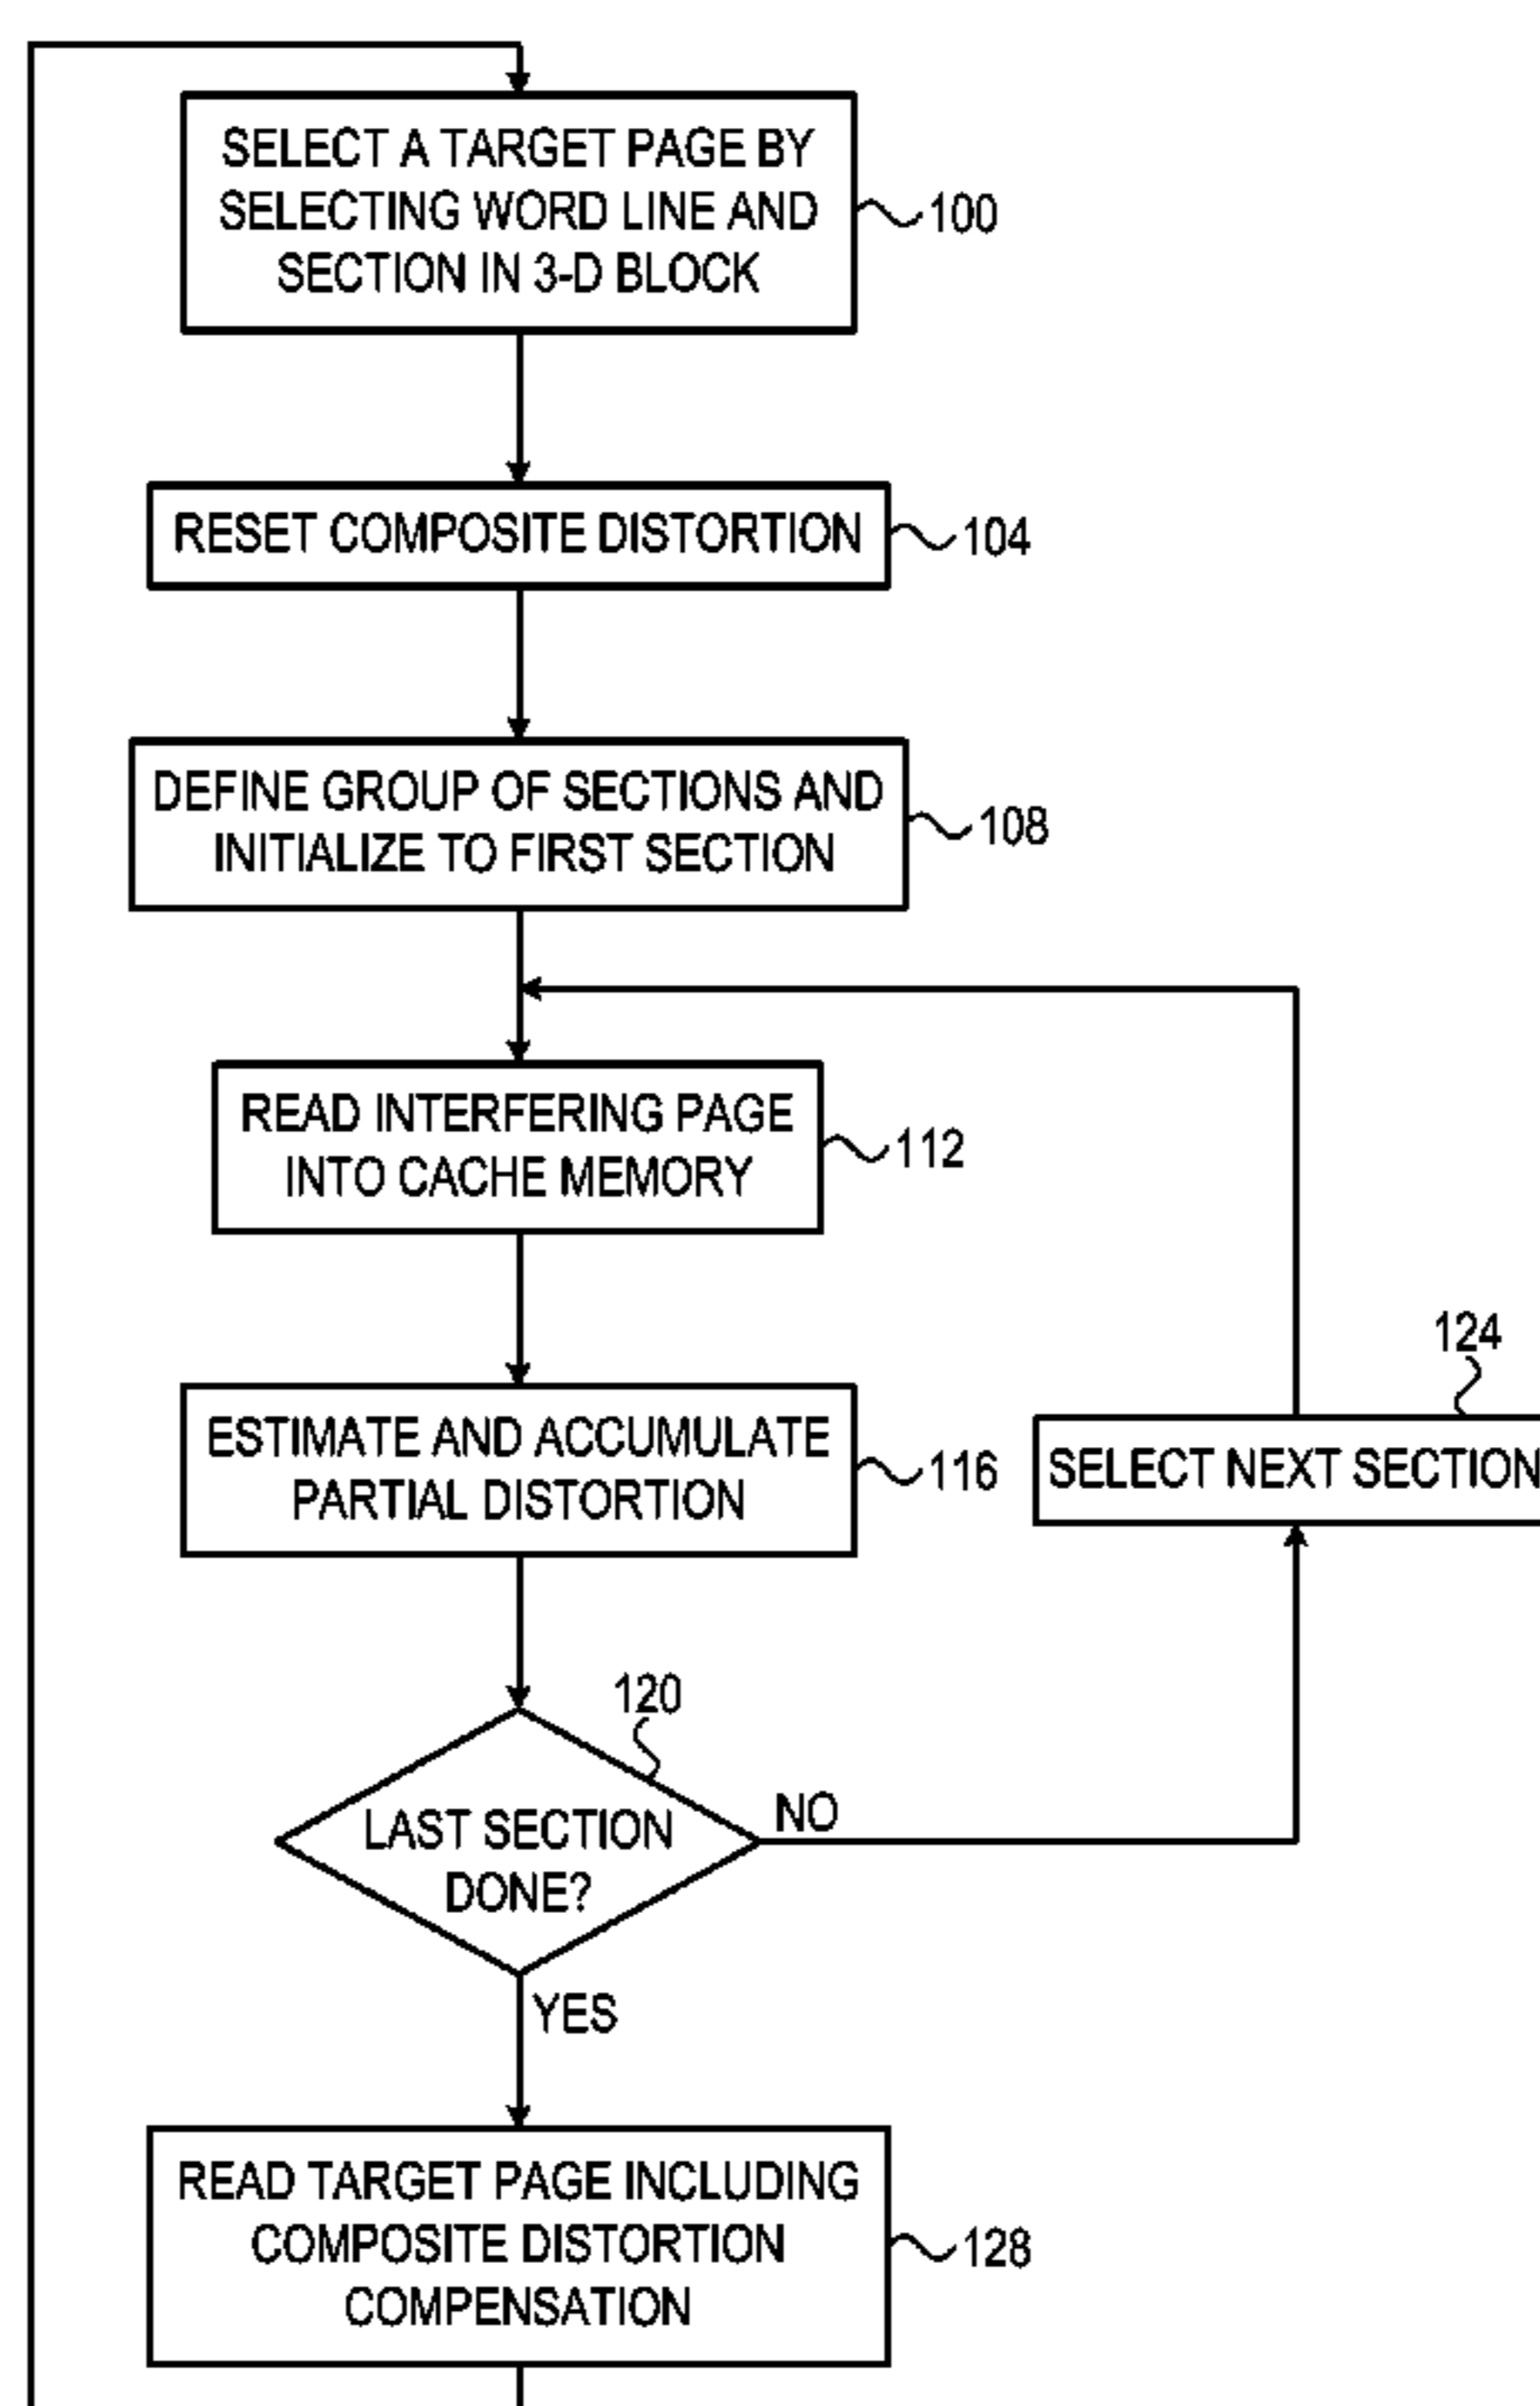 SELECT A TARGET PAGE BY
SELECTING WORD LINE AND
SECTION IN 3-D BLOCK
100
RESET COMPOSITE DISTORTION
104
DEFINE GROUP OF SECTIONS AND
INITIALIZE TO FIRST SECTION
108
READ INTERFERING PAGE
INTO CACHE MEMORY
112
124
ESTIMATE AND ACCUMULATE
PARTIAL DISTORTION
116
SELECT NEXT SECTION
120
LAST SECTION
DONE?
NO
YES
READ TARGET PAGE INCLUDING
COMPOSITE DISTORTION
COMPENSATION
128